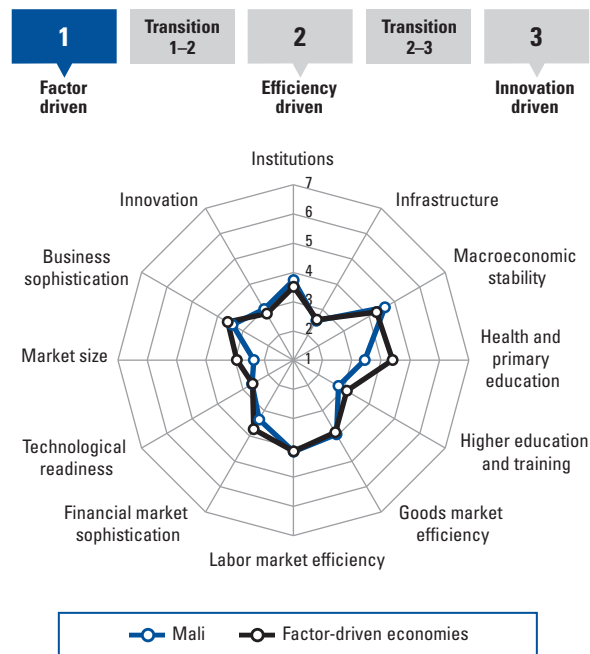 1
Transition
1–2
2
Transition
2–3
3
Factor
driven
Efficiency
driven
Innovation
driven
Institutions
Infrastructure
Macroeconomic
stability
Health and
primary
education
Higher education
and training
Goods market
efficiency
Labor market efficiency
Financial market
sophistication
Technological
readiness
Market size
Business
sophistication
Innovation
7
6
5
4
3
2
1
Mali
Factor-driven economies